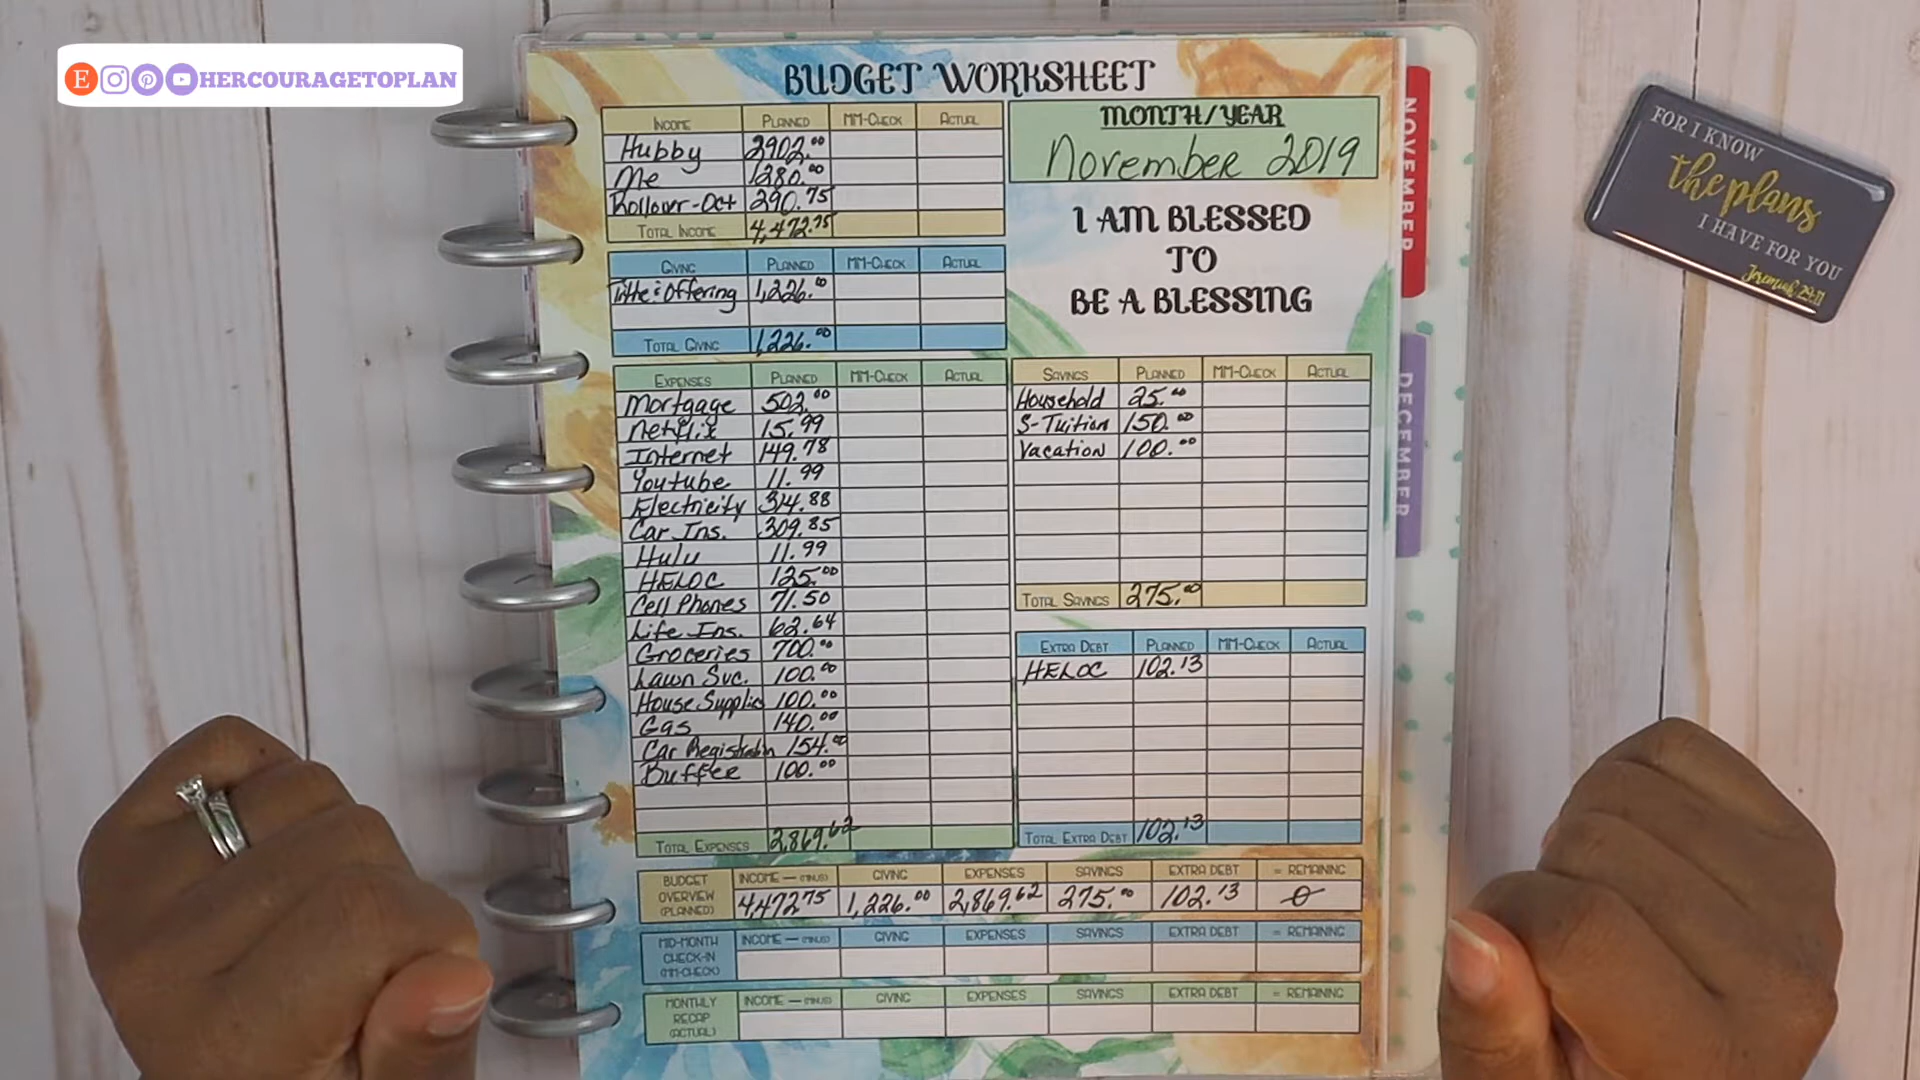 HERCOURAGETOPLAN
BUDGET WORKSHEET
INCOME PLANNED MM-CHECK ACTUAL
Hubby 2902.00
Me 1280.00
Rollover-Oct 290.75
TOTAL INCOME 4,472.75
MONTH/YEAR
November 2019
I AM BLESSED
TO
BE A BLESSING
GIVING PLANNED MM-CHECK ACTUAL
Tithe & Offering 1,226.00
TOTAL GIVING 1,226.00
EXPENSES PLANNED MM-CHECK ACTUAL
Mortgage 502.00
Netflix 15.99
Internet 149.78
Youtube 11.99
Electricity 314.88
Car Ins. 309.85
Hulu 11.99
HELOC 125.00
Cell Phones 71.50
Life Ins. 62.64
Groceries 700.00
Lawn Svc. 100.00
House Supplies 100.00
Gas 140.00
Car Registration 154.00
Buffee 100.00
TOTAL EXPENSES 2,869.62
SAVINGS PLANNED MM-CHECK ACTUAL
Household 25.00
S-Tuition 150.00
Vacation 100.00
TOTAL SAVINGS 275.00
EXTRA DEBT PLANNED MM-CHECK ACTUAL
HELOC 102.13
TOTAL EXTRA DEBT 102.13
BUDGET OVERVIEW (PLANNED)
INCOME — (MINUS) GIVING EXPENSES SAVINGS EXTRA DEBT = REMAINING
4,472.75 1,226.00 2,869.62 275.00 102.13 0
MID-MONTH CHECK-IN (MM-CHECK)
INCOME — (MINUS) GIVING EXPENSES SAVINGS EXTRA DEBT = REMAINING
MONTHLY RECAP (ACTUAL)
INCOME — (MINUS) GIVING EXPENSES SAVINGS EXTRA DEBT = REMAINING
NOVEMBER
DECEMBER
FOR I KNOW
the plans
I HAVE FOR YOU
Jeremiah 29:11